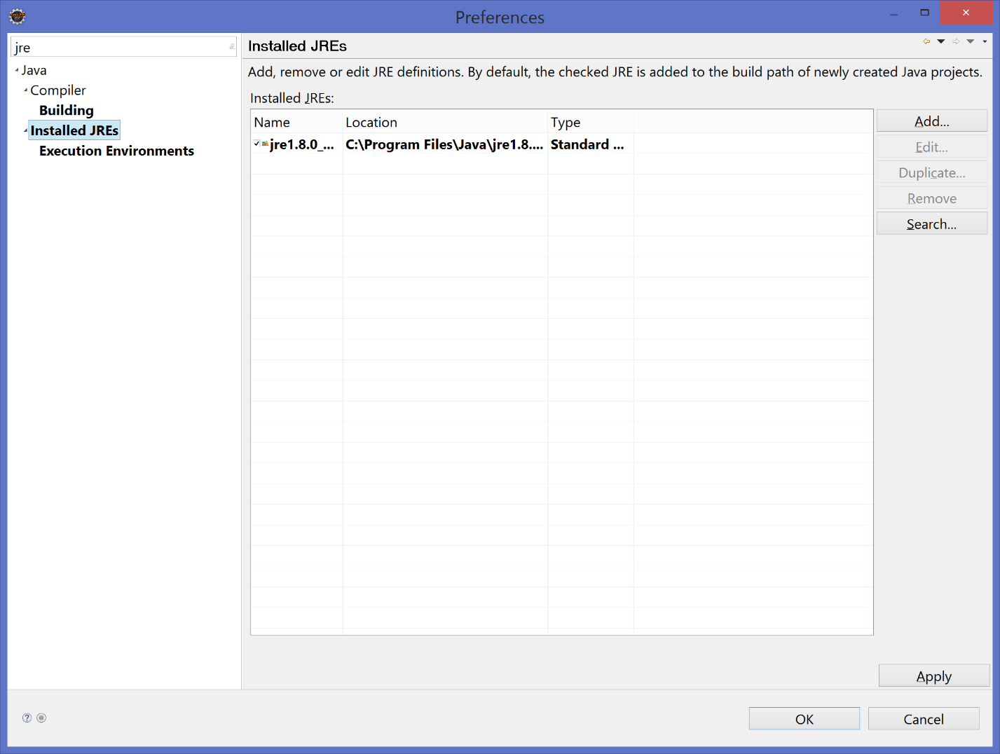 Preferences
jre
Java
Compiler
Building
Installed JREs
Execution Environments
Installed JREs
Add, remove or edit JRE definitions. By default, the checked JRE is added to the build path of newly created Java projects.
Installed JREs:
Name Location Type
jre1.8.0_... C:\Program Files\Java\jre1.8.... Standard ...
Add...
Edit...
Duplicate...
Remove
Search...
Apply
OK Cancel